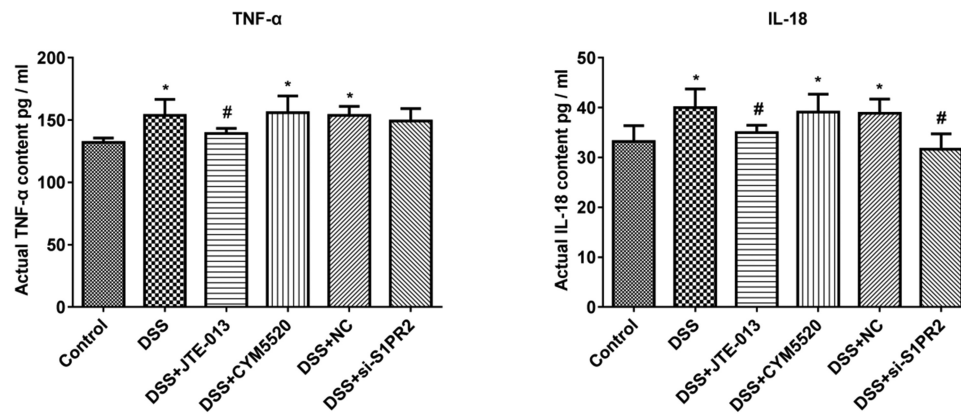 TNF-α
Actual TNF-α content pg / ml
200
150
100
50
0
*
#
*
*
Control
DSS
DSS+JTE-013
DSS+CYM5520
DSS+NC
DSS+si-S1PR2
IL-18
Actual IL-18 content pg / ml
50
40
30
20
10
0
*
#
*
*
#
Control
DSS
DSS+JTE-013
DSS+CYM5520
DSS+NC
DSS+si-S1PR2